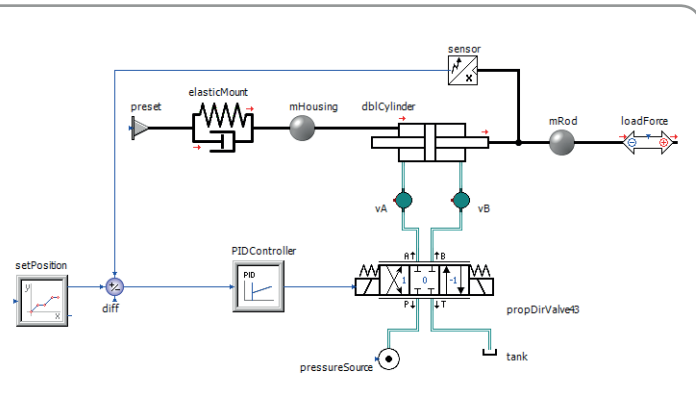 sensor
x
preset
elasticMount
mHousing
dblCylinder
mRod
loadForce
vA
vB
setPosition
y
x
diff
PIDController
PID
A B
1 0 -1
P T
propDirValve43
pressureSource
tank